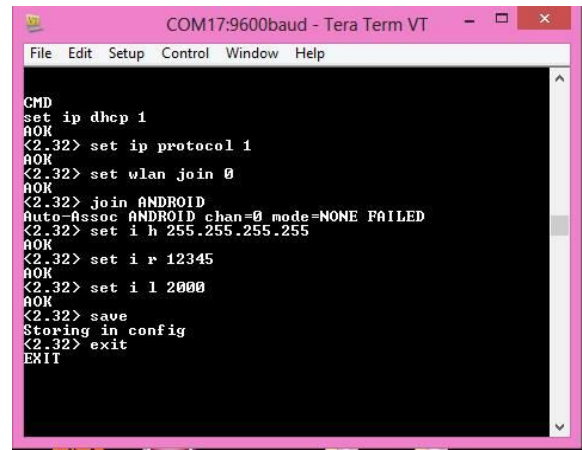 COM17:9600baud - Tera Term VT
File Edit Setup Control Window Help
CMD
set ip dhcp 1
AOK
<2.32> set ip protocol 1
AOK
<2.32> set wlan join 0
AOK
<2.32> join ANDROID
Auto-Assoc ANDROID chan=0 mode=NONE FAILED
<2.32> set i h 255.255.255.255
AOK
<2.32> set i r 12345
AOK
<2.32> set i l 2000
AOK
<2.32> save
Storing in config
<2.32> exit
EXIT